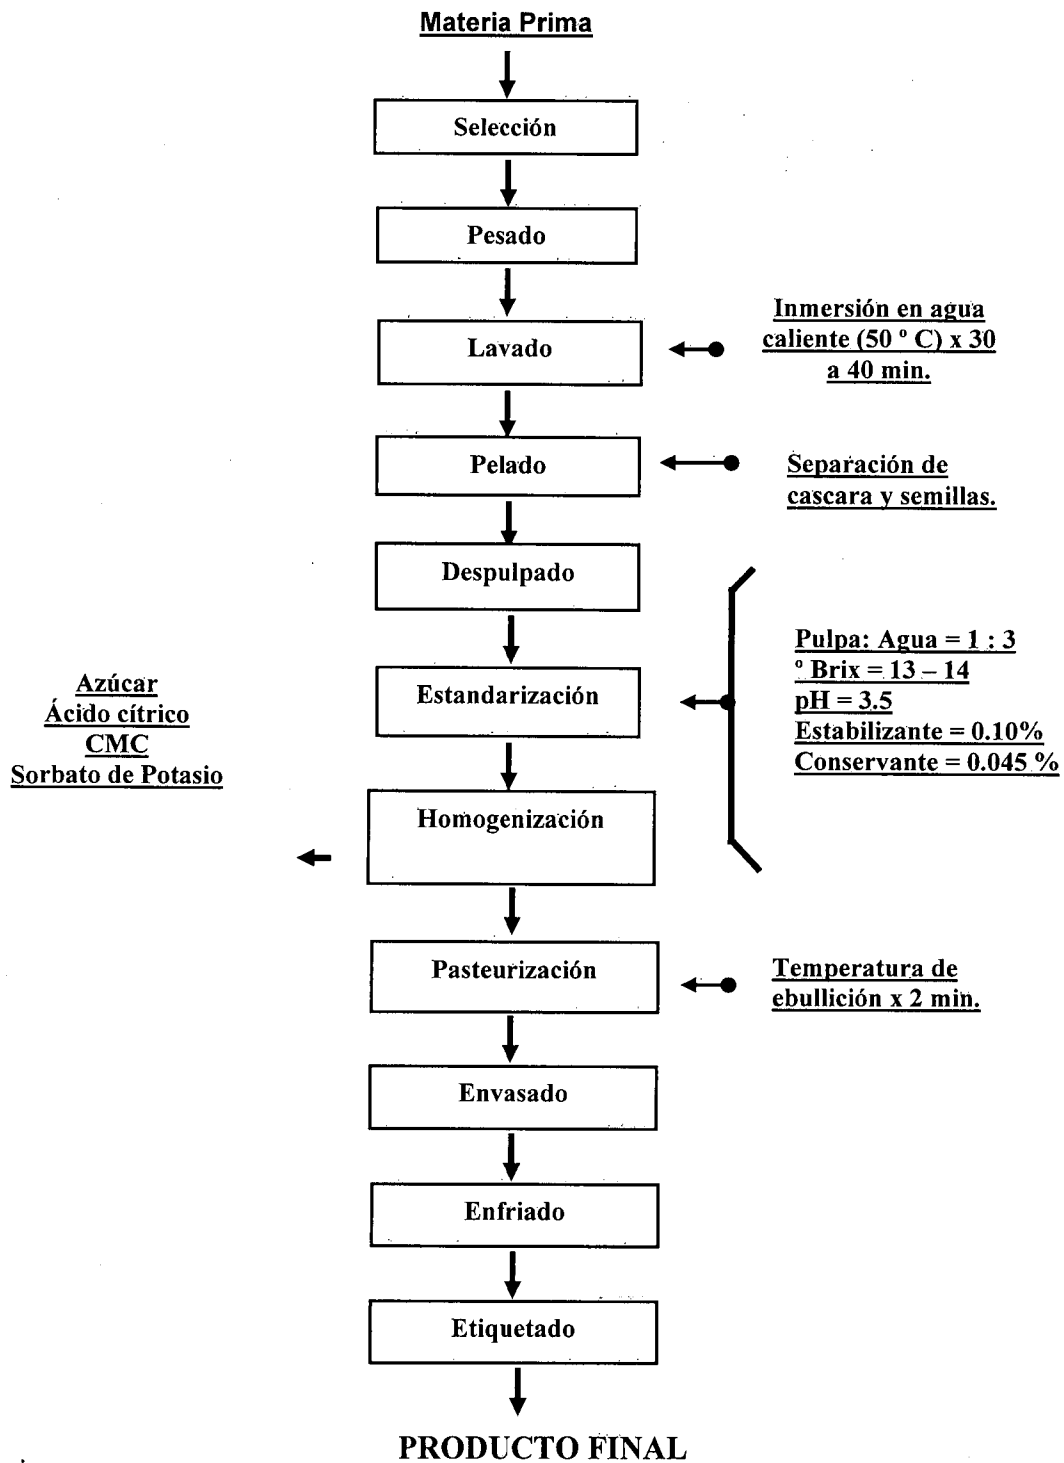 Materia Prima
Selección
Pesado
Lavado
Inmersión en agua
caliente (50 º C) x 30
a 40 min.
Pelado
Separación de
cascara y semillas.
Despulpado
Estandarización
Pulpa: Agua = 1 : 3
º Brix = 13 – 14
pH = 3.5
Estabilizante = 0.10%
Conservante = 0.045 %
Azúcar
Ácido cítrico
CMC
Sorbato de Potasio
Homogenización
Pasteurización
Temperatura de
ebullición x 2 min.
Envasado
Enfriado
Etiquetado
PRODUCTO FINAL